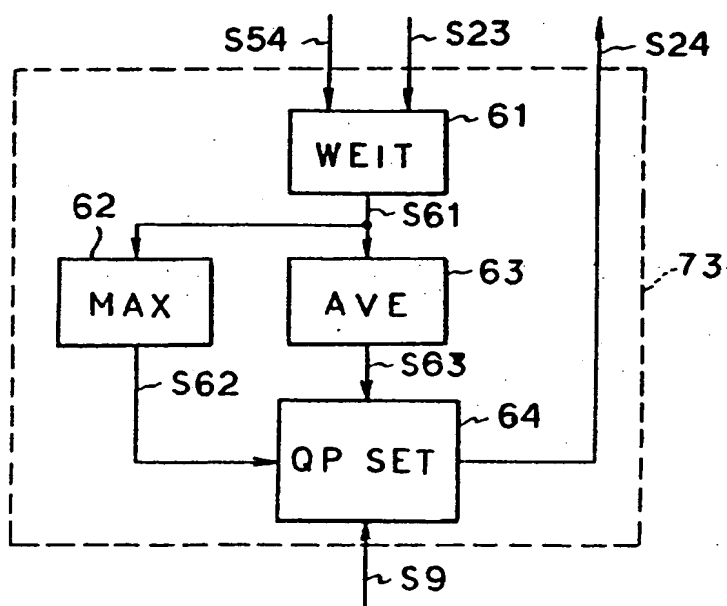 S54
S23
S24
61
WEIT
62
S61
MAX
63
AVE
73
S62
S63
64
QP SET
S9